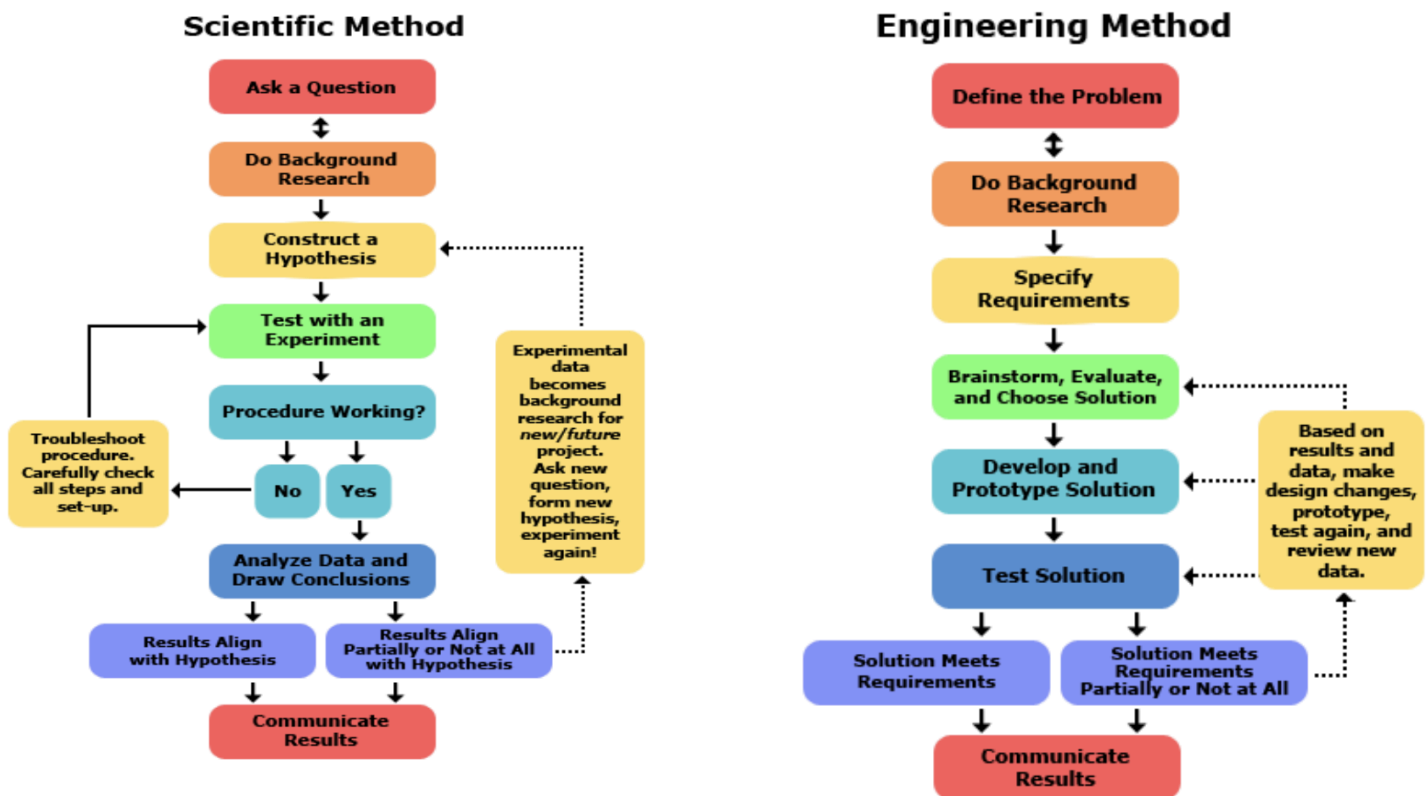 Scientific Method
Ask a Question
Do Background
Research
Construct a
Hypothesis
Test with an
Experiment
Procedure Working?
No
Yes
Troubleshoot
procedure.
Carefully check
all steps and
set-up.
Experimental
data
becomes
background
research for
new/future
project.
Ask new
question,
form new
hypothesis,
experiment
again!
Analyze Data and
Draw Conclusions
Results Align
with Hypothesis
Results Align
Partially or Not at All
with Hypothesis
Communicate
Results
Engineering Method
Define the Problem
Do Background
Research
Specify
Requirements
Brainstorm, Evaluate,
and Choose Solution
Develop and
Prototype Solution
Based on
results and
data, make
design changes,
prototype,
test again, and
review new
data.
Test Solution
Solution Meets
Requirements
Solution Meets
Requirements
Partially or Not at All
Communicate
Results